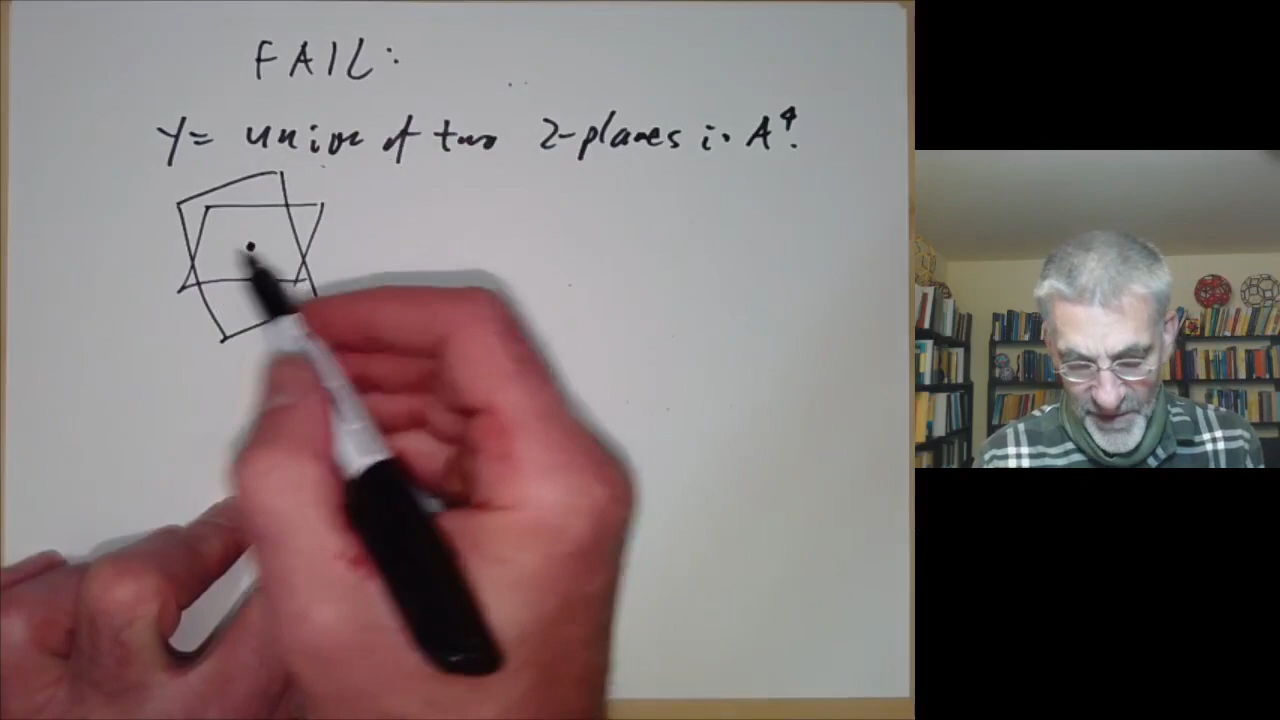 FAIL:
Y = union of two 2-planes in A⁴.